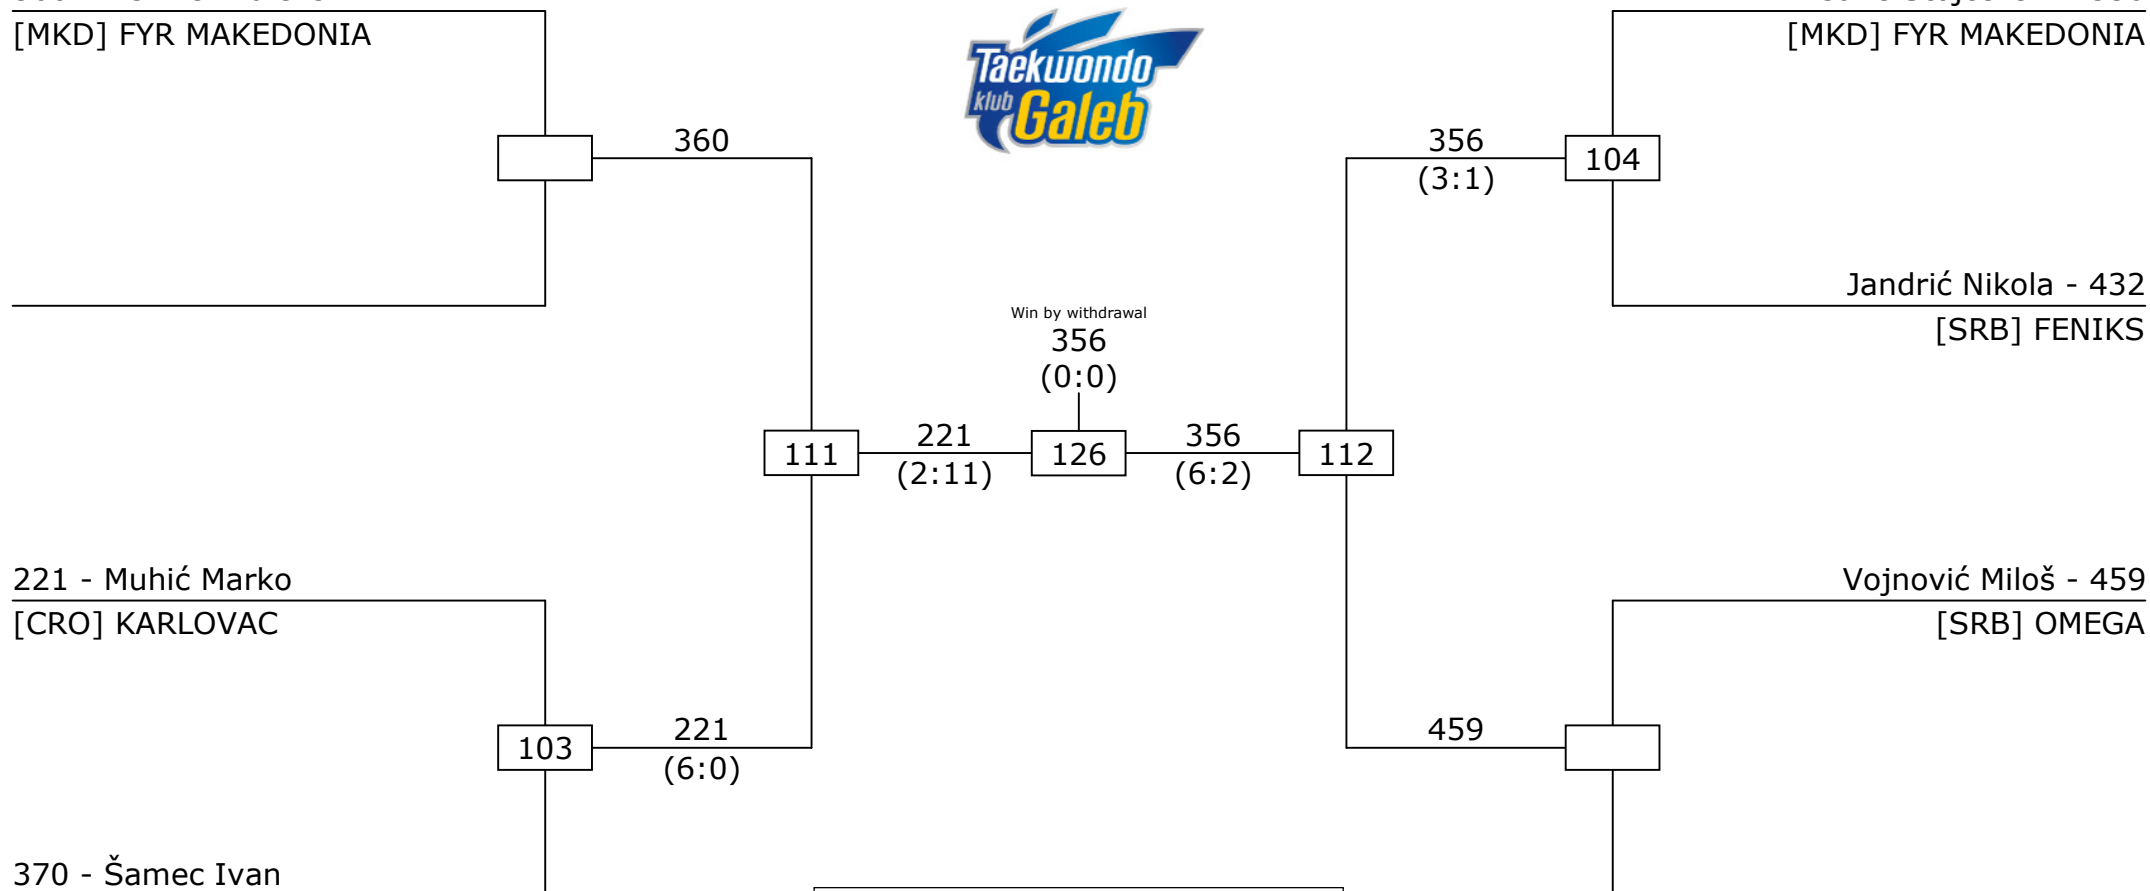 [MKD] FYR MAKEDONIA
[MKD] FYR MAKEDONIA
Taekwondo
klub Galeb
360
356
(3:1)
104
Jandrić Nikola - 432
[SRB] FENIKS
Win by withdrawal
356
(0:0)
111
221
(2:11)
126
356
(6:2)
112
221 - Muhić Marko
[CRO] KARLOVAC
Vojnović Miloš - 459
[SRB] OMEGA
103
221
(6:0)
459
370 - Šamec Ivan